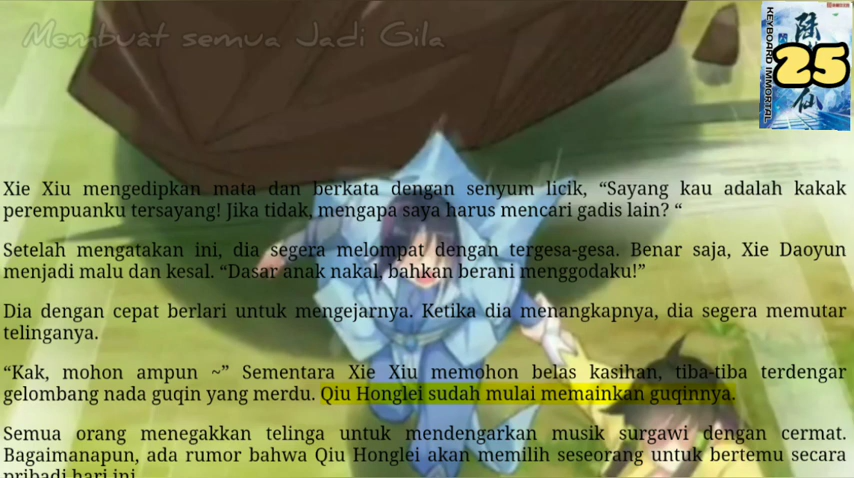 Membuat semua Jadi Gila
KEYBOARD IMMORTAL
25
Xie Xiu mengedipkan mata dan berkata dengan senyum licik, “Sayang kau adalah kakak
perempuanku tersayang! Jika tidak, mengapa saya harus mencari gadis lain? “
Setelah mengatakan ini, dia segera melompat dengan tergesa-gesa. Benar saja, Xie Daoyun
menjadi malu dan kesal. “Dasar anak nakal, bahkan berani menggodaku!”
Dia dengan cepat berlari untuk mengejarnya. Ketika dia menangkapnya, dia segera memutar
telinganya.
“Kak, mohon ampun ~” Sementara Xie Xiu memohon belas kasihan, tiba-tiba terdengar
gelombang nada guqin yang merdu. Qiu Honglei sudah mulai memainkan guqinnya.
Semua orang menegakkan telinga untuk mendengarkan musik surgawi dengan cermat.
Bagaimanapun, ada rumor bahwa Qiu Honglei akan memilih seseorang untuk bertemu secara
pribadi hari ini